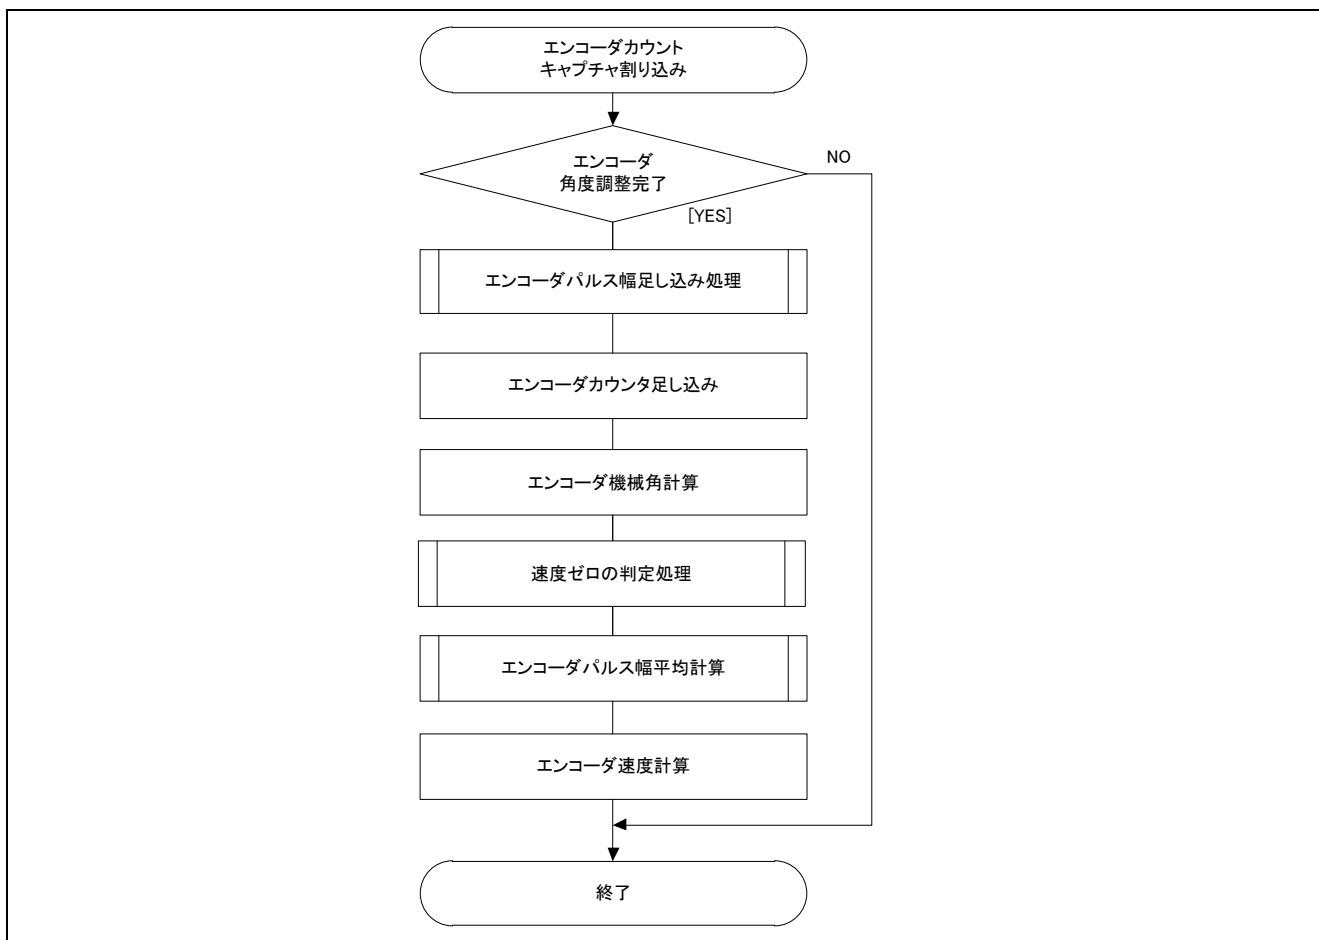 エンコーダカウント
キャプチャ割り込み
エンコーダ
角度調整完了
NO
[YES]
エンコーダパルス幅足し込み処理
エンコーダカウンタ足し込み
エンコーダ機械角計算
速度ゼロの判定処理
エンコーダパルス幅平均計算
エンコーダ速度計算
終了